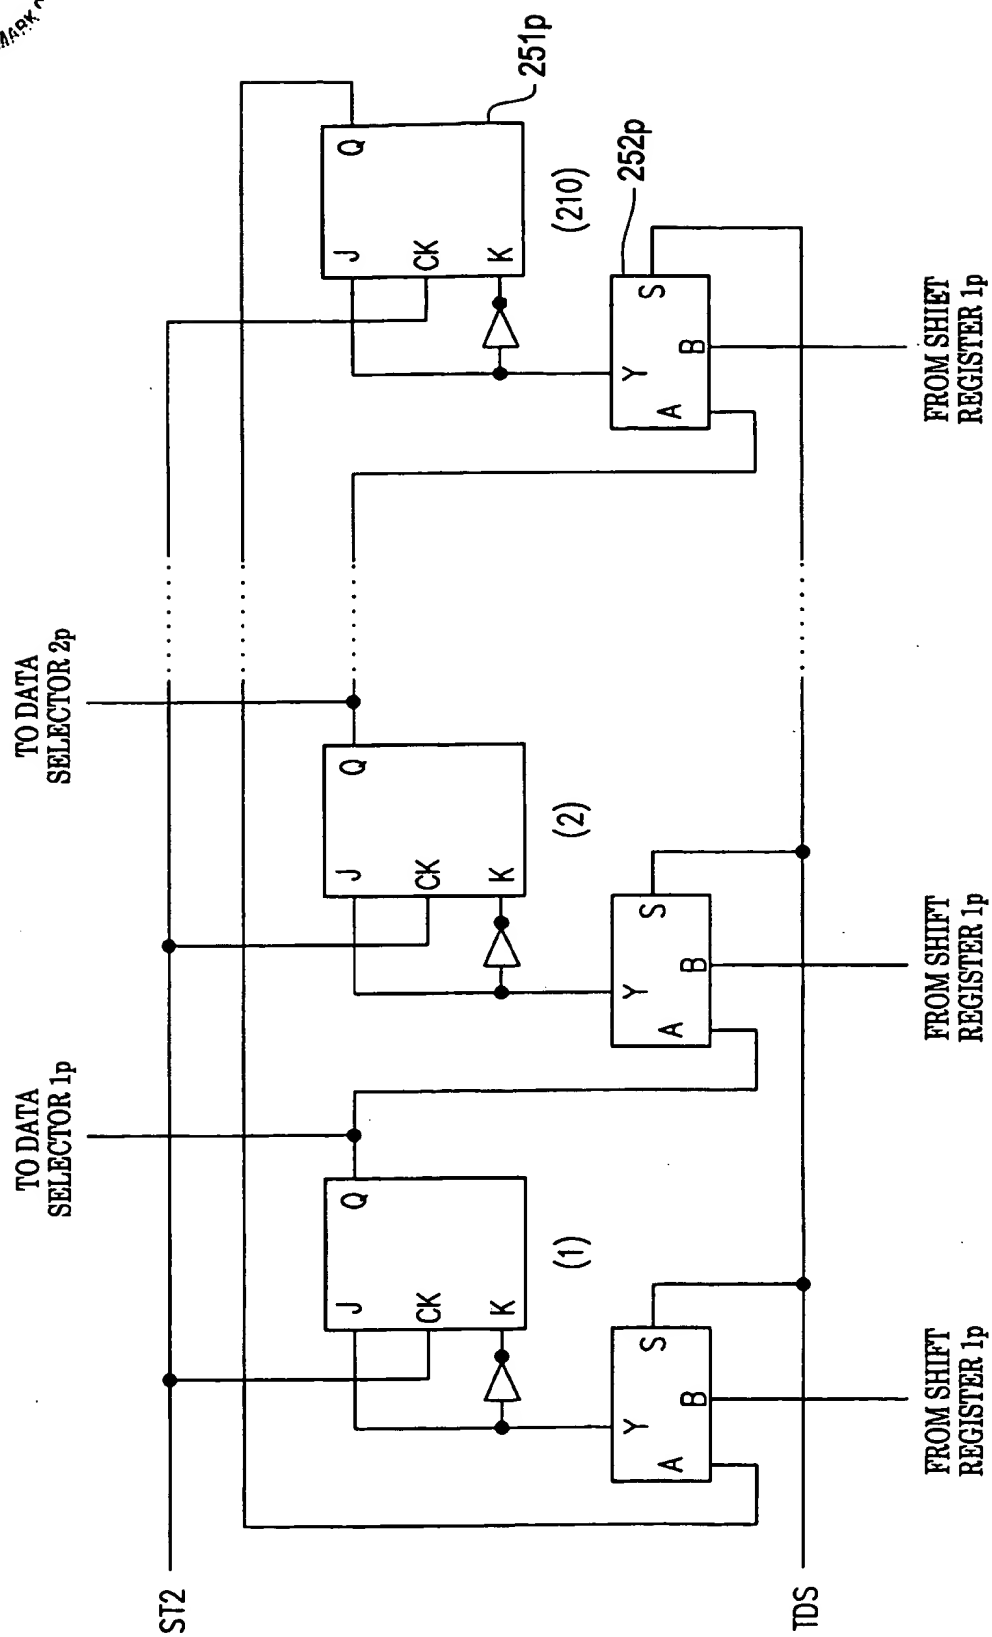 TO DATA
SELECTOR 1p
TO DATA
SELECTOR 2p
ST2
Q
J
CK
K
(1)
Q
J
CK
K
(2)
Q
J
CK
K
(210)
251p
Y
S
A
B
Y
S
A
B
Y
S
A
B
252p
TDS
FROM SHIFT
REGISTER 1p
FROM SHIFT
REGISTER 1p
FROM SHIET
REGISTER 1p